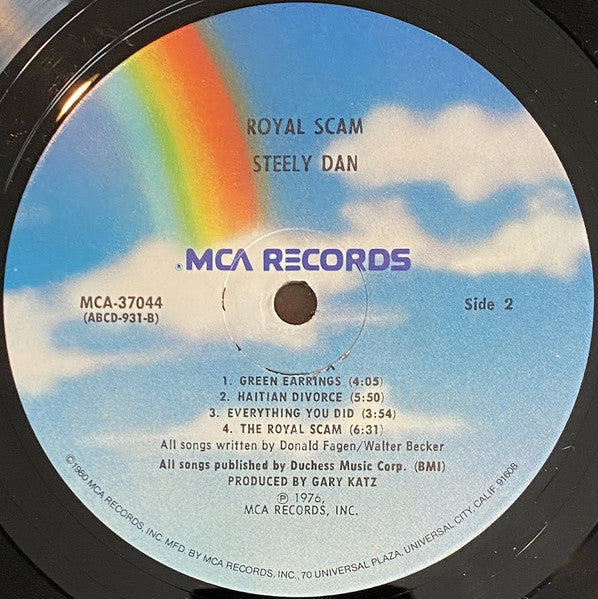 ROYAL SCAM
STEELY DAN
MCA RECORDS
MCA-37044
(ABCD-931-B)
Side 2
1. GREEN EARRINGS (4:05)
2. HAITIAN DIVORCE (5:50)
3. EVERYTHING YOU DID (3:54)
4. THE ROYAL SCAM (6:31)
All songs written by Donald Fagen/Walter Becker
All songs published by Duchess Music Corp. (BMI)
PRODUCED BY GARY KATZ
℗ 1976,
MCA RECORDS, INC.
©1980 MCA RECORDS, INC. MFD. BY MCA RECORDS, INC., 70 UNIVERSAL PLAZA, UNIVERSAL CITY, CALIF 91608